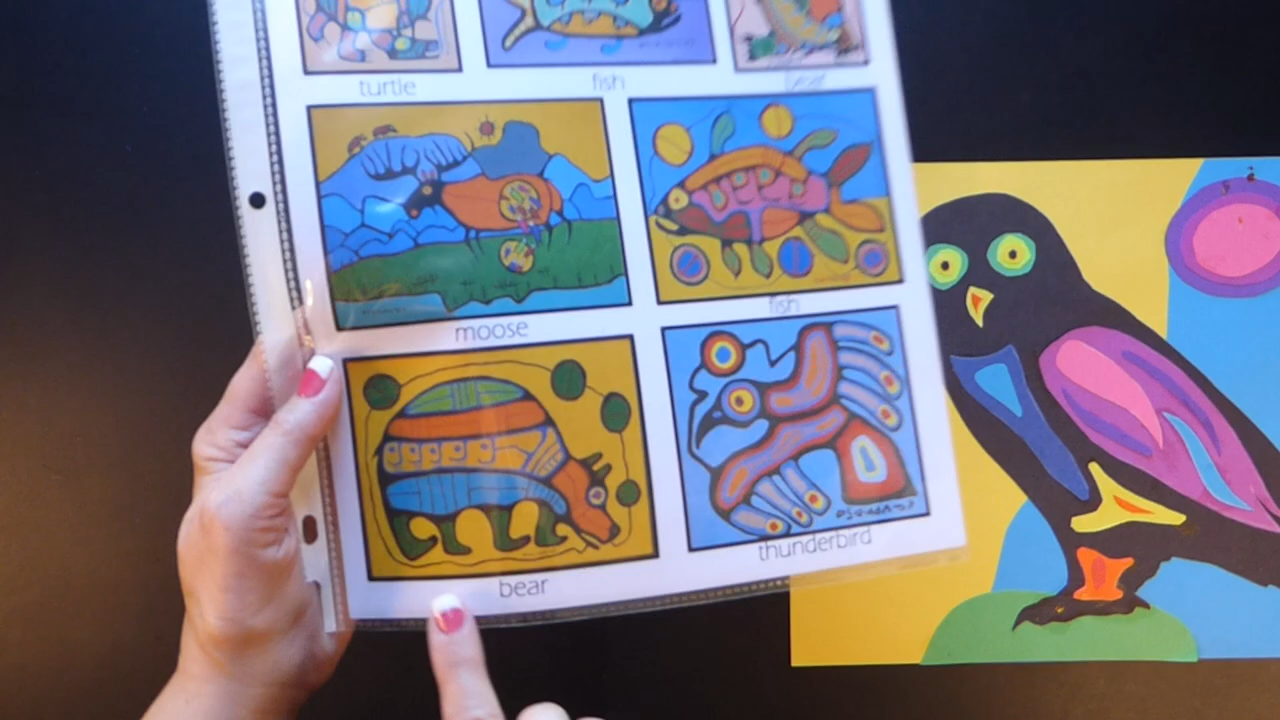 turtle
fish
moose
fish
bear
thunderbird